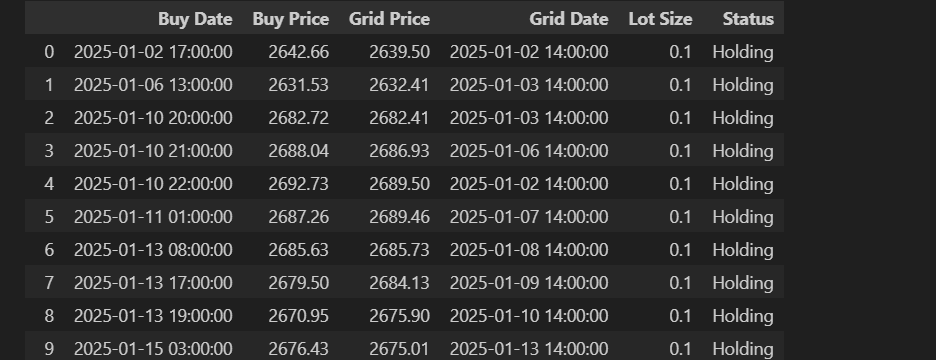 Buy Date Buy Price Grid Price Grid Date Lot Size Status
0 2025-01-02 17:00:00 2642.66 2639.50 2025-01-02 14:00:00 0.1 Holding
1 2025-01-06 13:00:00 2631.53 2632.41 2025-01-03 14:00:00 0.1 Holding
2 2025-01-10 20:00:00 2682.72 2682.41 2025-01-03 14:00:00 0.1 Holding
3 2025-01-10 21:00:00 2688.04 2686.93 2025-01-06 14:00:00 0.1 Holding
4 2025-01-10 22:00:00 2692.73 2689.50 2025-01-02 14:00:00 0.1 Holding
5 2025-01-11 01:00:00 2687.26 2689.46 2025-01-07 14:00:00 0.1 Holding
6 2025-01-13 08:00:00 2685.63 2685.73 2025-01-08 14:00:00 0.1 Holding
7 2025-01-13 17:00:00 2679.50 2684.13 2025-01-09 14:00:00 0.1 Holding
8 2025-01-13 19:00:00 2670.95 2675.90 2025-01-10 14:00:00 0.1 Holding
9 2025-01-15 03:00:00 2676.43 2675.01 2025-01-13 14:00:00 0.1 Holding